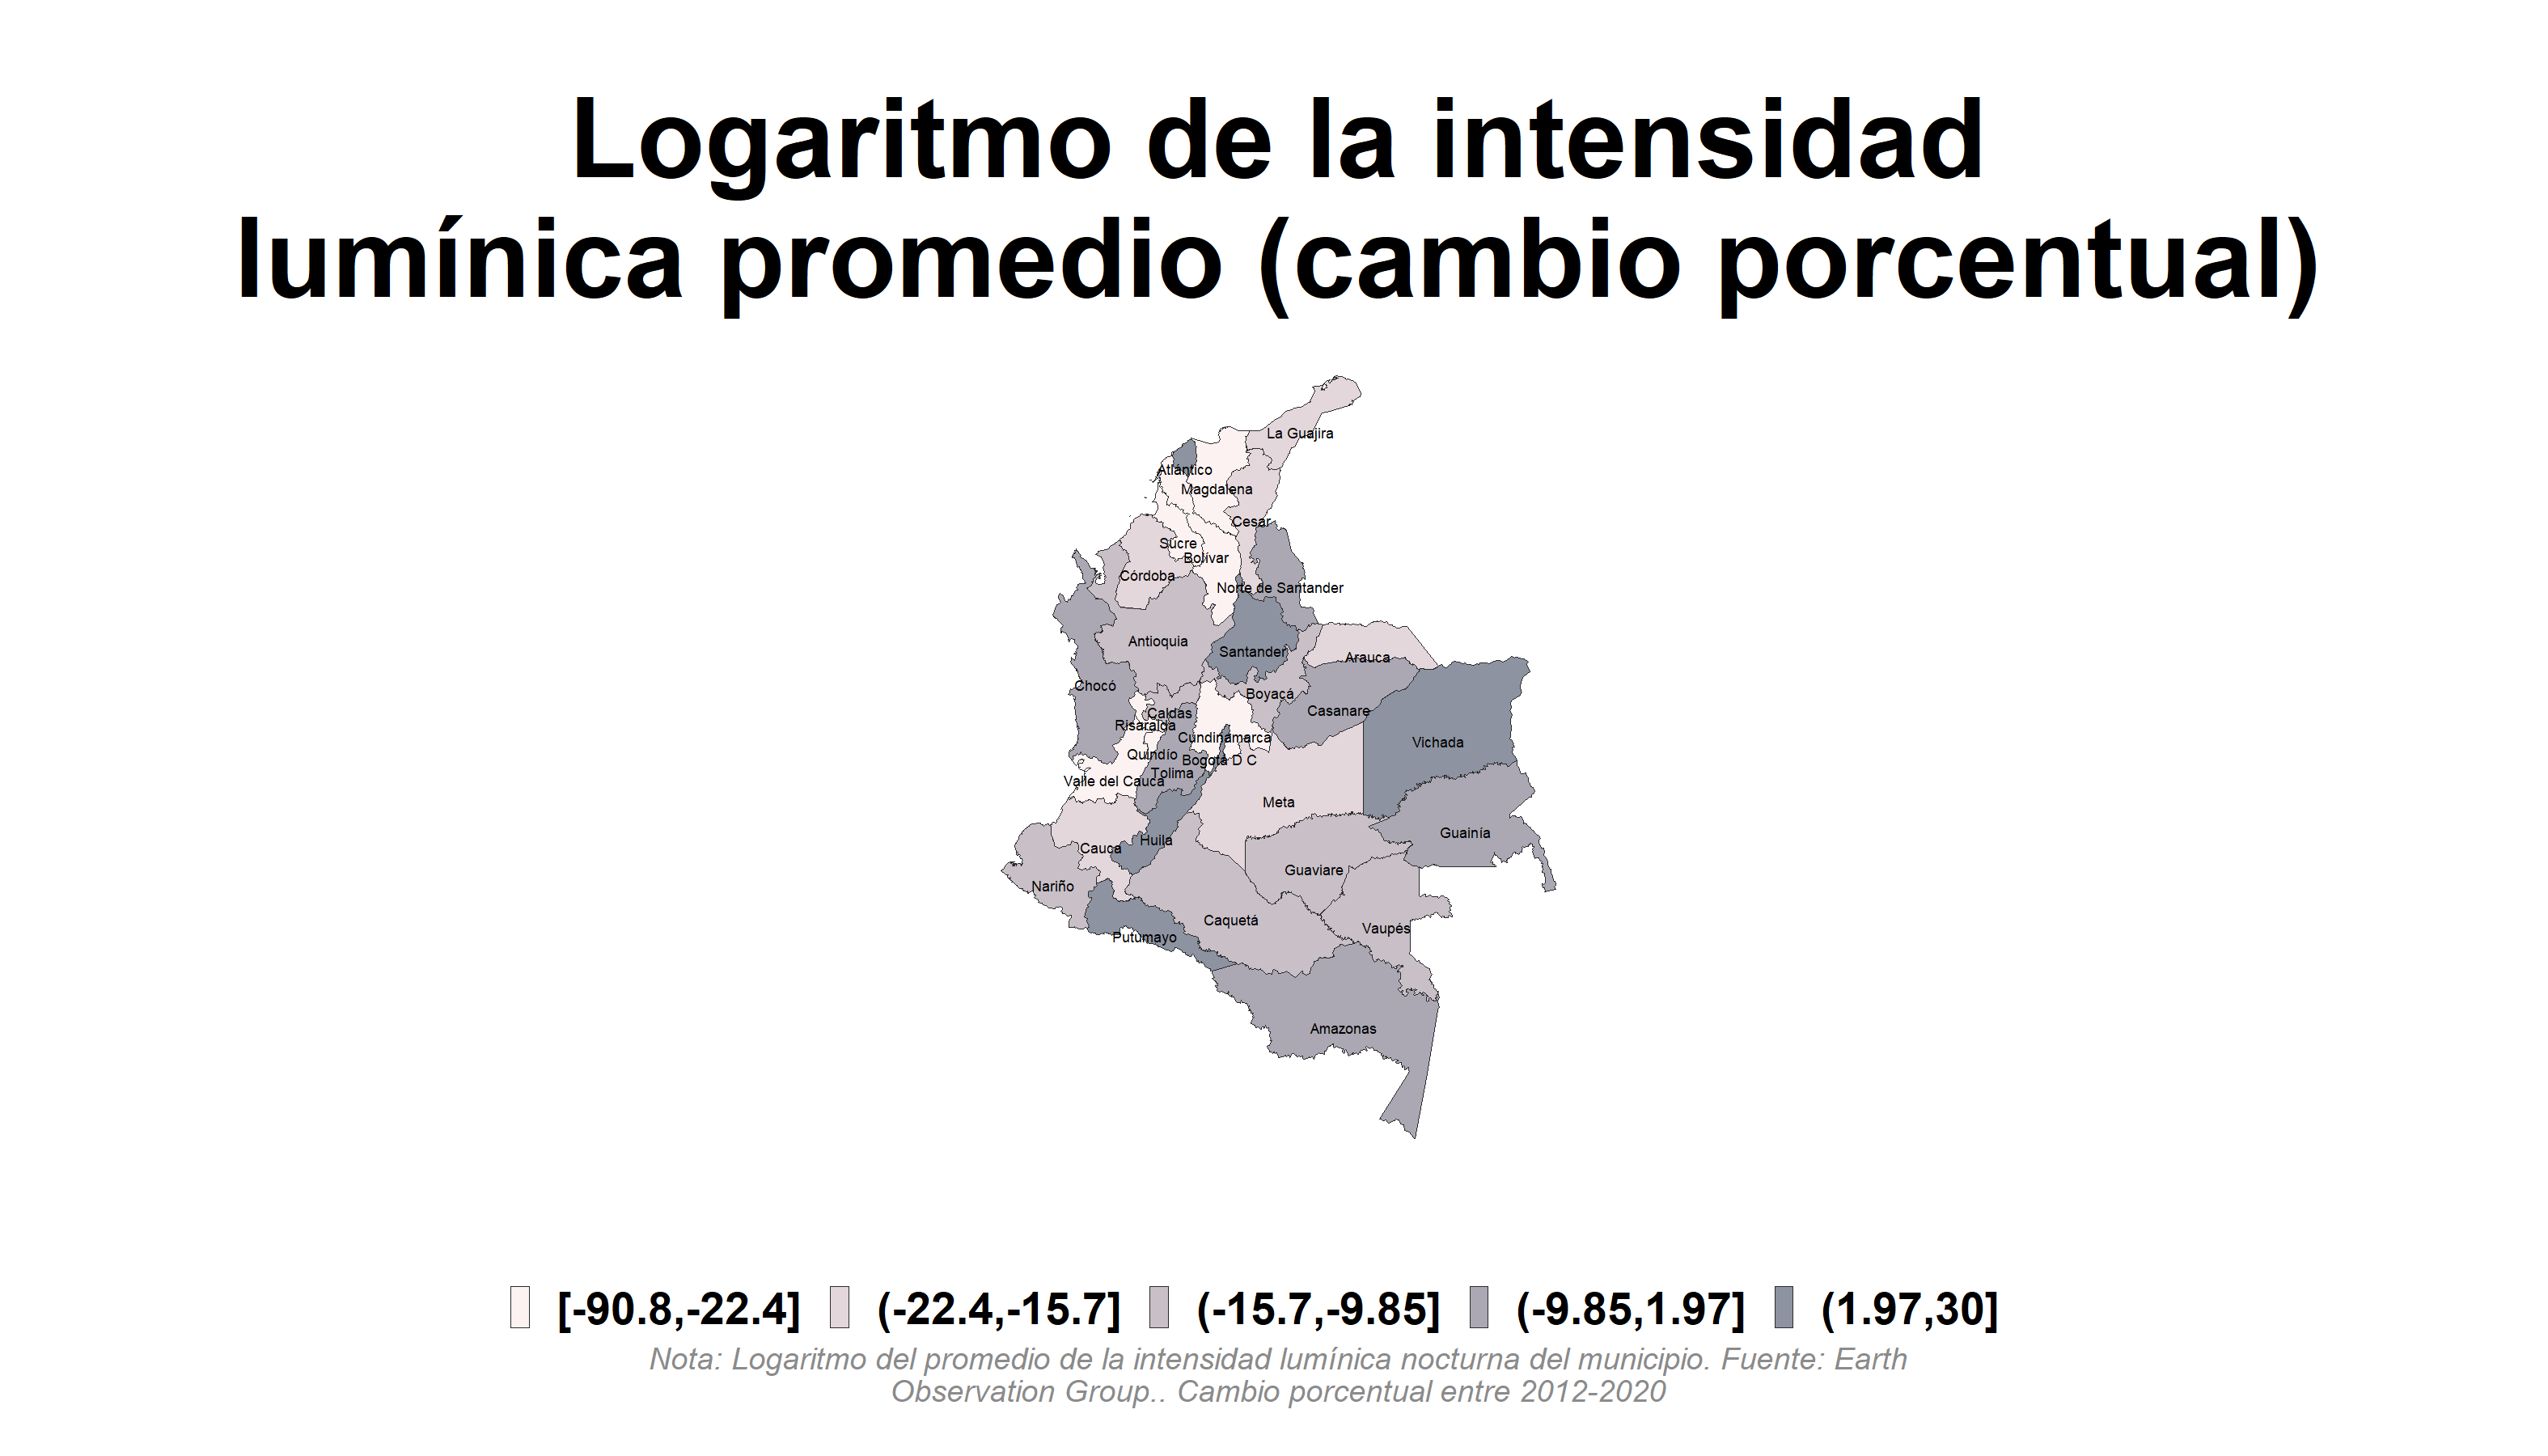 Logaritmo de la intensidad
lumínica promedio (cambio porcentual)
La Guajira
Atlántico
Magdalena
Cesar
Sucre
Bolívar
Córdoba
Norte de Santander
Antioquia
Santander
Arauca
Chocó
Boyacá
Caldas
Casanare
Risaralda
Cundinamarca
Vichada
Quindío
Bogotá D C
Tolima
Valle del Cauca
Meta
Guainía
Huila
Cauca
Guaviare
Nariño
Caquetá
Vaupés
Putumayo
Amazonas
[-90.8,-22.4] (-22.4,-15.7] (-15.7,-9.85] (-9.85,1.97] (1.97,30]
Nota: Logaritmo del promedio de la intensidad lumínica nocturna del municipio. Fuente: Earth
Observation Group.. Cambio porcentual entre 2012-2020